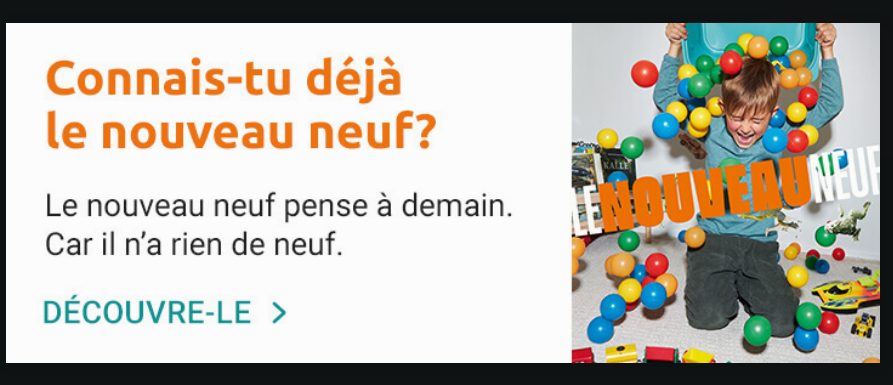 Connais-tu déjà
le nouveau neuf?
Le nouveau neuf pense à demain.
Car il n’a rien de neuf.
DÉCOUVRE-LE >
LE NOUVEAU NEUF
KALLE